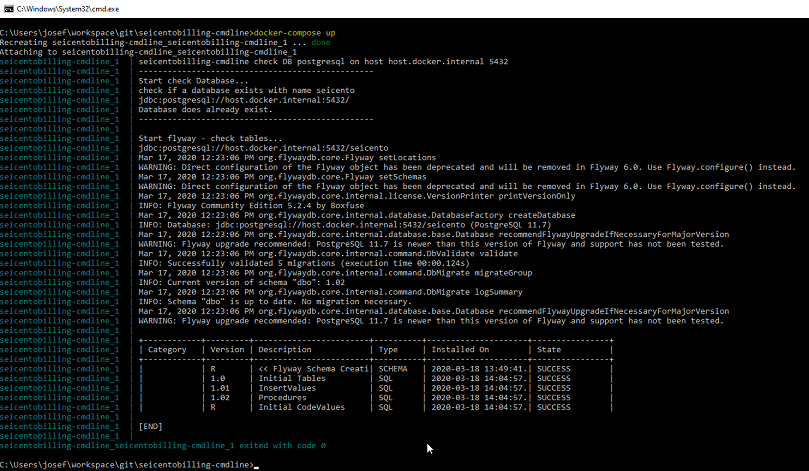 C:\Windows\System32\cmd.exe
C:\Users\josef\workspace\git\seicentobilling-cmdline>docker-compose up
Recreating seicentobilling-cmdline_seicentobilling-cmdline_1 ... done
Attaching to seicentobilling-cmdline_seicentobilling-cmdline_1
seicentobilling-cmdline_1 | seicentobilling-cmdline check DB postgresql on host host.docker.internal 5432
seicentobilling-cmdline_1 | ------------------------------------------------
seicentobilling-cmdline_1 | Start check Database...
seicentobilling-cmdline_1 | check if a database exists with name seicento
seicentobilling-cmdline_1 | jdbc:postgresql://host.docker.internal:5432/
seicentobilling-cmdline_1 | Database does already exist.
seicentobilling-cmdline_1 | ------------------------------------------------
seicentobilling-cmdline_1 |
seicentobilling-cmdline_1 | Start flyway - check tables...
seicentobilling-cmdline_1 | jdbc:postgresql://host.docker.internal:5432/seicento
seicentobilling-cmdline_1 | Mar 17, 2020 12:23:06 PM org.flywaydb.core.Flyway setLocations
seicentobilling-cmdline_1 | WARNING: Direct configuration of the Flyway object has been deprecated and will be removed in Flyway 6.0. Use Flyway.configure() instead.
seicentobilling-cmdline_1 | Mar 17, 2020 12:23:06 PM org.flywaydb.core.Flyway setSchemas
seicentobilling-cmdline_1 | WARNING: Direct configuration of the Flyway object has been deprecated and will be removed in Flyway 6.0. Use Flyway.configure() instead.
seicentobilling-cmdline_1 | Mar 17, 2020 12:23:06 PM org.flywaydb.core.internal.license.VersionPrinter printVersionOnly
seicentobilling-cmdline_1 | INFO: Flyway Community Edition 5.2.4 by Boxfuse
seicentobilling-cmdline_1 | Mar 17, 2020 12:23:06 PM org.flywaydb.core.internal.database.DatabaseFactory createDatabase
seicentobilling-cmdline_1 | INFO: Database: jdbc:postgresql://host.docker.internal:5432/seicento (PostgreSQL 11.7)
seicentobilling-cmdline_1 | Mar 17, 2020 12:23:06 PM org.flywaydb.core.internal.database.base.Database recommendFlywayUpgradeIfNecessaryForMajorVersion
seicentobilling-cmdline_1 | WARNING: Flyway upgrade recommended: PostgreSQL 11.7 is newer than this version of Flyway and support has not been tested.
seicentobilling-cmdline_1 | Mar 17, 2020 12:23:06 PM org.flywaydb.core.internal.command.DbValidate validate
seicentobilling-cmdline_1 | INFO: Successfully validated 5 migrations (execution time 00:00.124s)
seicentobilling-cmdline_1 | Mar 17, 2020 12:23:06 PM org.flywaydb.core.internal.command.DbMigrate migrateGroup
seicentobilling-cmdline_1 | INFO: Current version of schema "dbo": 1.02
seicentobilling-cmdline_1 | Mar 17, 2020 12:23:06 PM org.flywaydb.core.internal.command.DbMigrate logSummary
seicentobilling-cmdline_1 | INFO: Schema "dbo" is up to date. No migration necessary.
seicentobilling-cmdline_1 | Mar 17, 2020 12:23:06 PM org.flywaydb.core.internal.database.base.Database recommendFlywayUpgradeIfNecessaryForMajorVersion
seicentobilling-cmdline_1 | WARNING: Flyway upgrade recommended: PostgreSQL 11.7 is newer than this version of Flyway and support has not been tested.
seicentobilling-cmdline_1 |
seicentobilling-cmdline_1 | +-----------+---------+-----------------------+----------+--------------------+---------------+
seicentobilling-cmdline_1 | | Category | Version | Description | Type | Installed On | State |
seicentobilling-cmdline_1 | +-----------+---------+-----------------------+----------+--------------------+---------------+
seicentobilling-cmdline_1 | | | R | << Flyway Schema Creati| SCHEMA | 2020-03-18 13:49:41.| SUCCESS |
seicentobilling-cmdline_1 | | | 1.0 | Initial Tables | SQL | 2020-03-18 14:04:57.| SUCCESS |
seicentobilling-cmdline_1 | | | 1.01 | InsertValues | SQL | 2020-03-18 14:04:57.| SUCCESS |
seicentobilling-cmdline_1 | | | 1.02 | Procedures | SQL | 2020-03-18 14:04:57.| SUCCESS |
seicentobilling-cmdline_1 | | | R | Initial CodeValues | SQL | 2020-03-18 14:04:57.| SUCCESS |
seicentobilling-cmdline_1 |
seicentobilling-cmdline_1 | [END]
seicentobilling-cmdline_1 |
seicentobilling-cmdline_seicentobilling-cmdline_1 exited with code 0
C:\Users\josef\workspace\git\seicentobilling-cmdline>